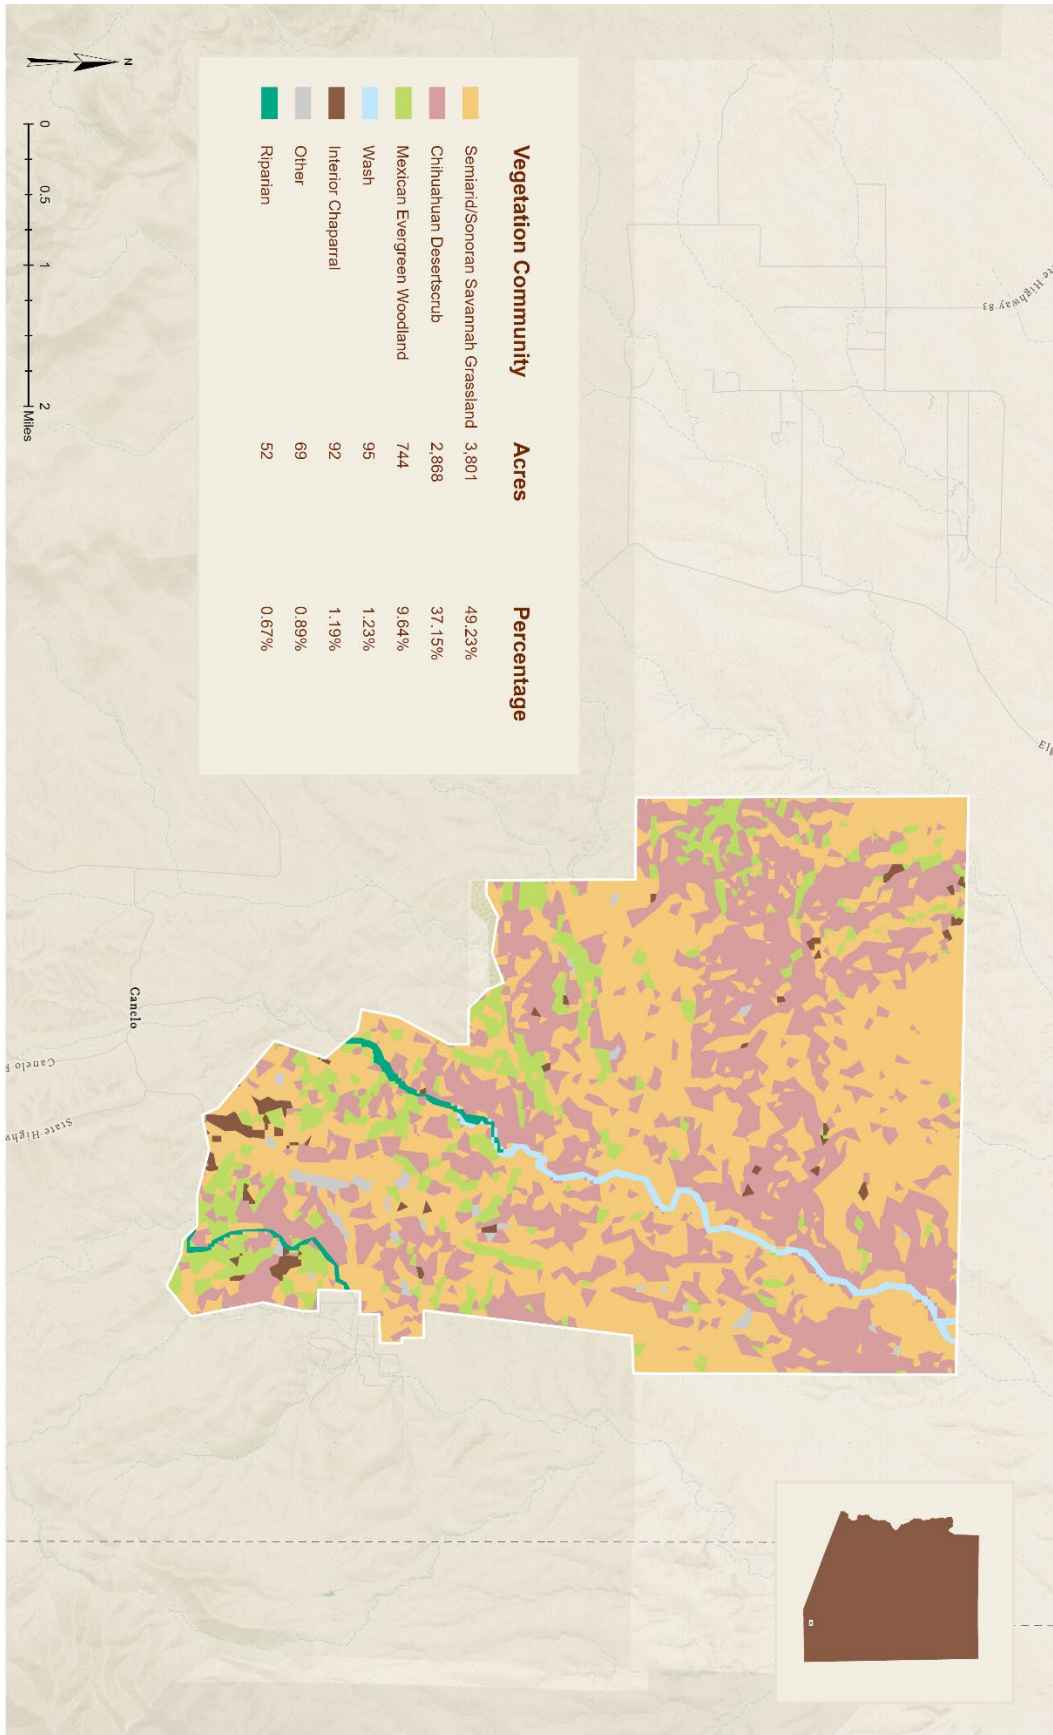 Vegetation Community Acres Percentage
Semiarid/Sonoran Savannah Grassland 3,801 49.23%
Chihuahuan Desertscrub 2,868 37.15%
Mexican Evergreen Woodland 744 9.64%
Wash 95 1.23%
Interior Chaparral 92 1.19%
Other 69 0.89%
Riparian 52 0.67%
N
0 0.5 1 2
Miles
Highway 83
Canelo
Canelo
State